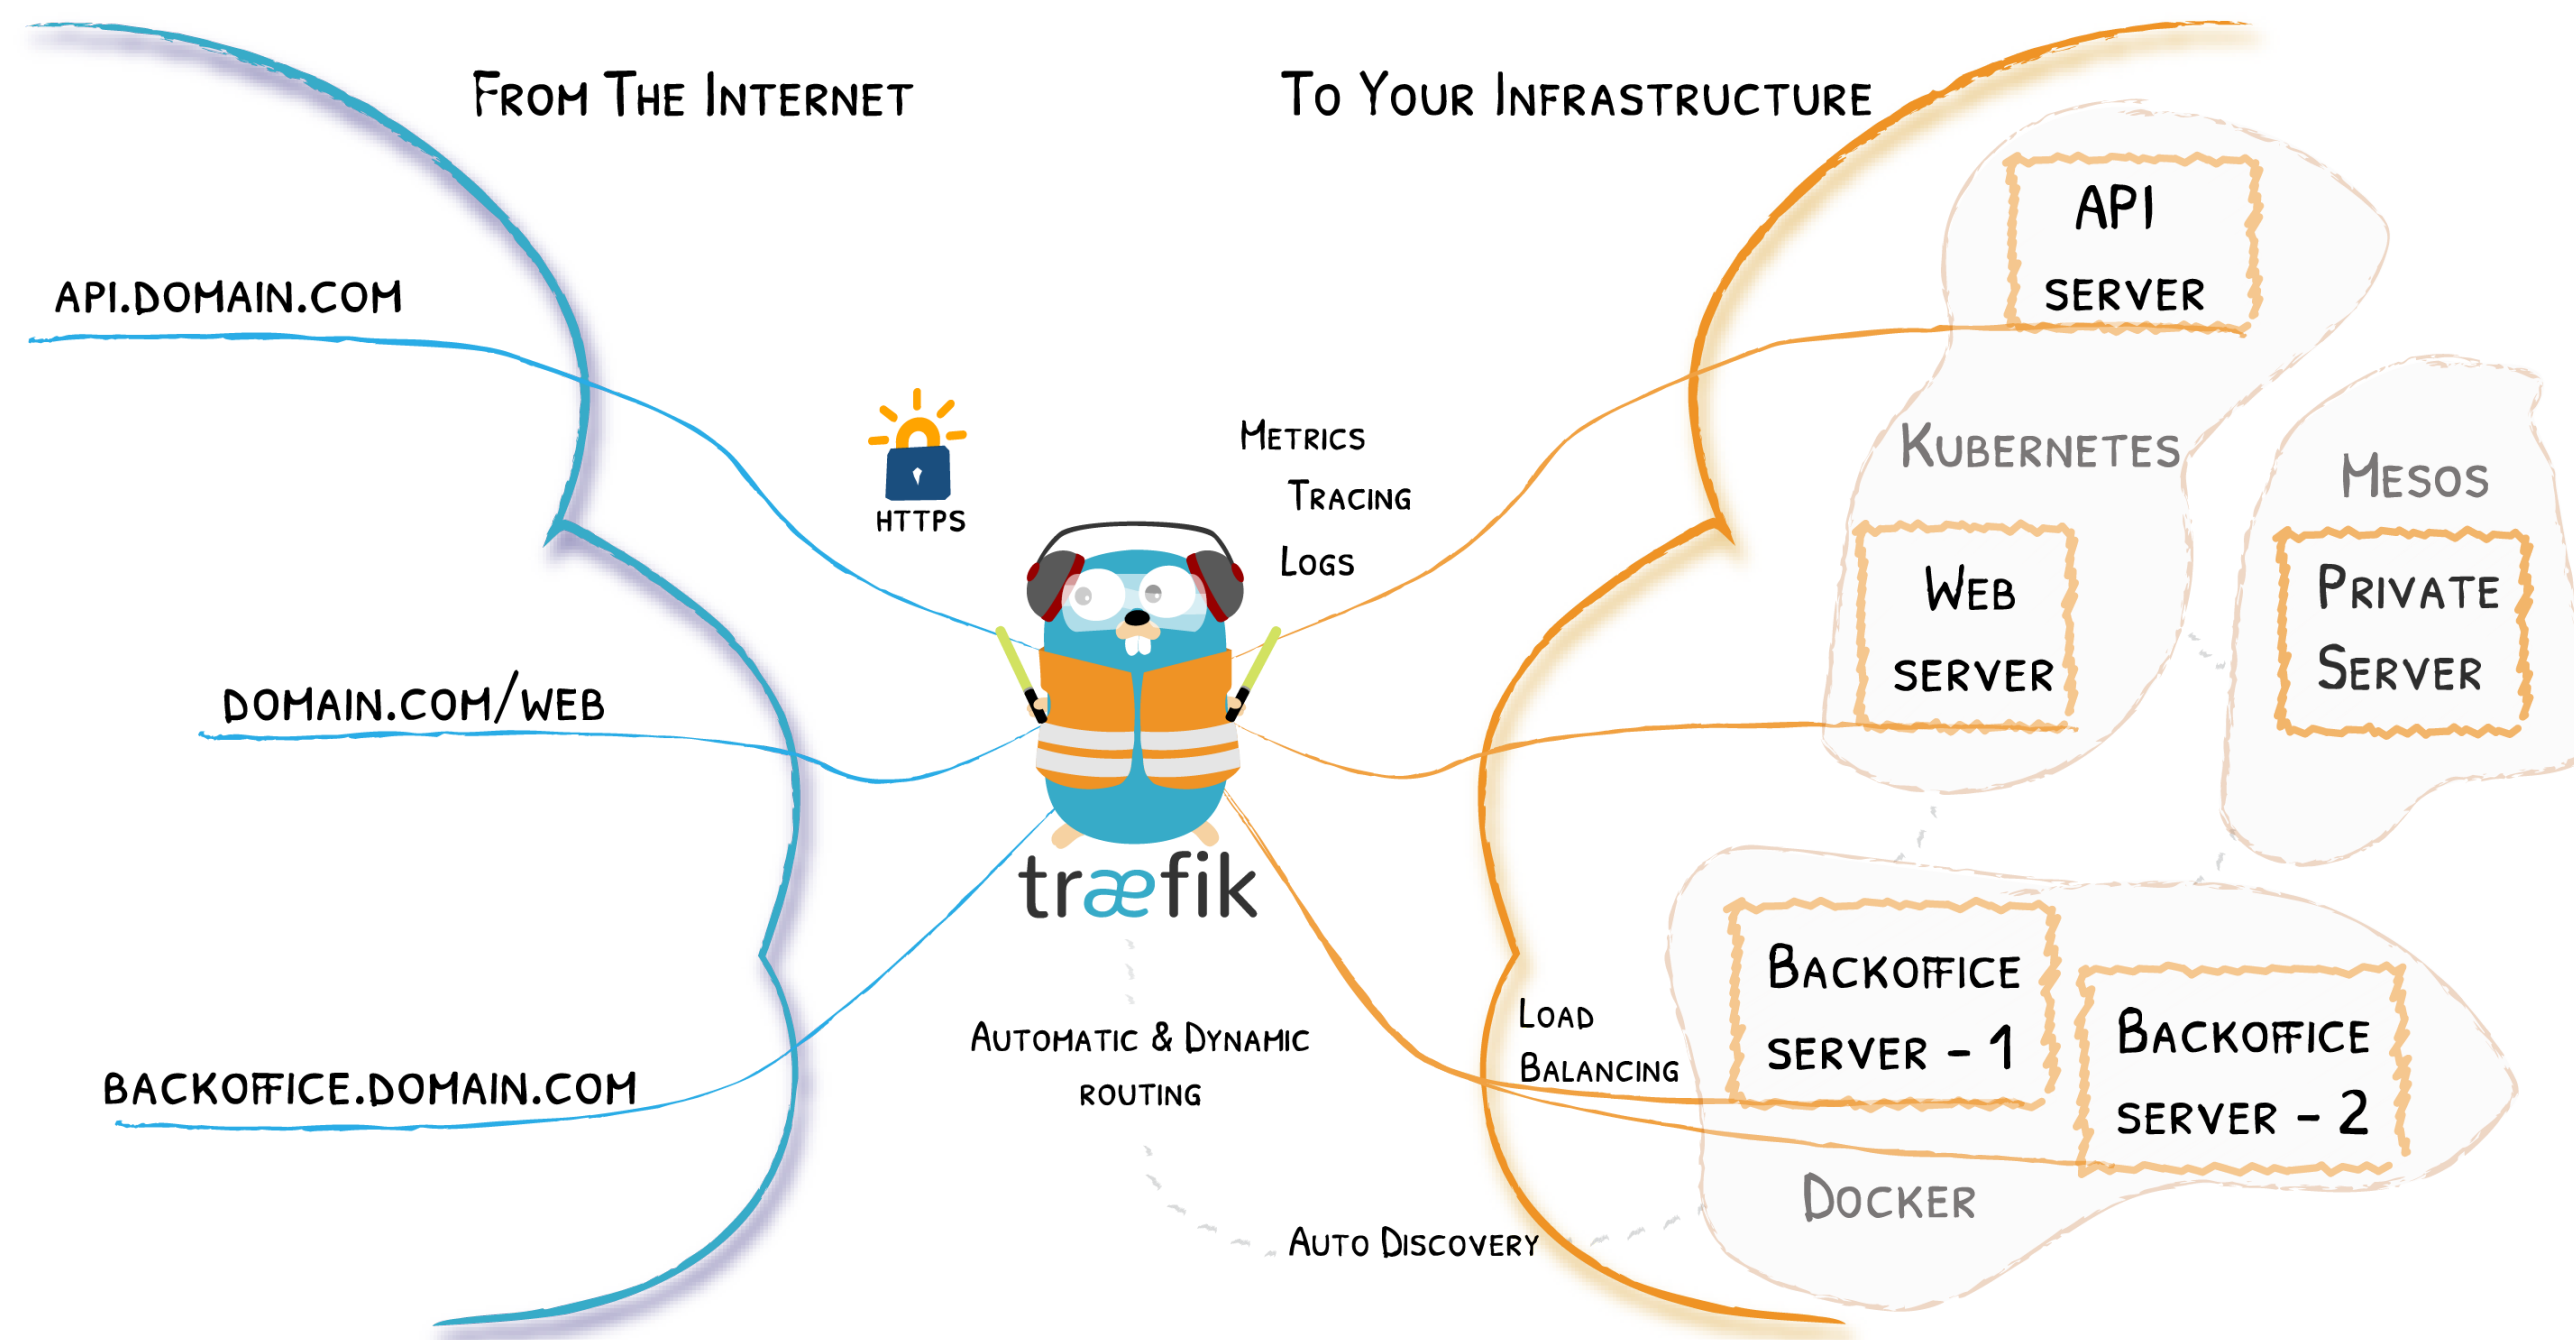 From The Internet
To Your Infrastructure
API
server
api.domain.com
Metrics
Tracing
Logs
HTTPS
Kubernetes
Mesos
Web
server
Private
Server
domain.com/web
træfik
Backoffice
server - 1
Backoffice
server - 2
Load
Balancing
Automatic & Dynamic
routing
backoffice.domain.com
Docker
Auto Discovery